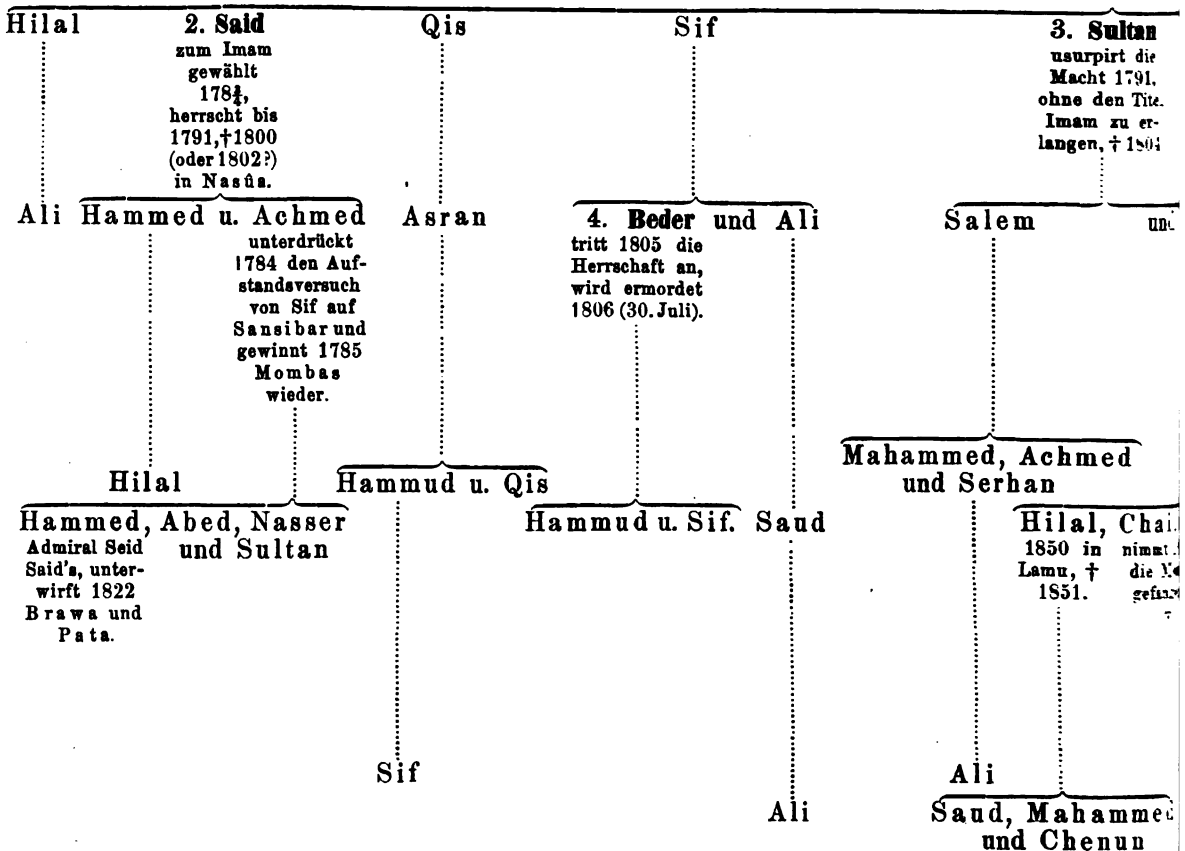 Hilal 2. Said Qis Sif 3. Sultan
zum Imam
gewählt
178¾,
herrscht bis
1791,†1800
(oder 1802?)
in Nasûa.
usurpirt die
Macht 1791,
ohne den
Imam zu er-
langen, † 1804
Ali Hammed u. Achmed Asran 4. Beder und Ali Salem und
unterdrückt
1784 den Auf-
standsversuch
von Sif auf
Sansibar und
gewinnt 1785
Mombas
wieder.
tritt 1805 die
Herrschaft an,
wird ermordet
1806 (30. Juli).
Hilal Hammud u. Qis Mahammed, Achmed
und Serhan
Hammed, Abed, Nasser
und Sultan
Admiral Seid
Said's, unter-
wirft 1822
Brawa und
Pata.
Hammud u. Sif. Saud
Hilal,
1850 in
Lamu, †
1851.
nimmt
die
Sif Ali
Ali
Saud, Mahammed
und Chenun